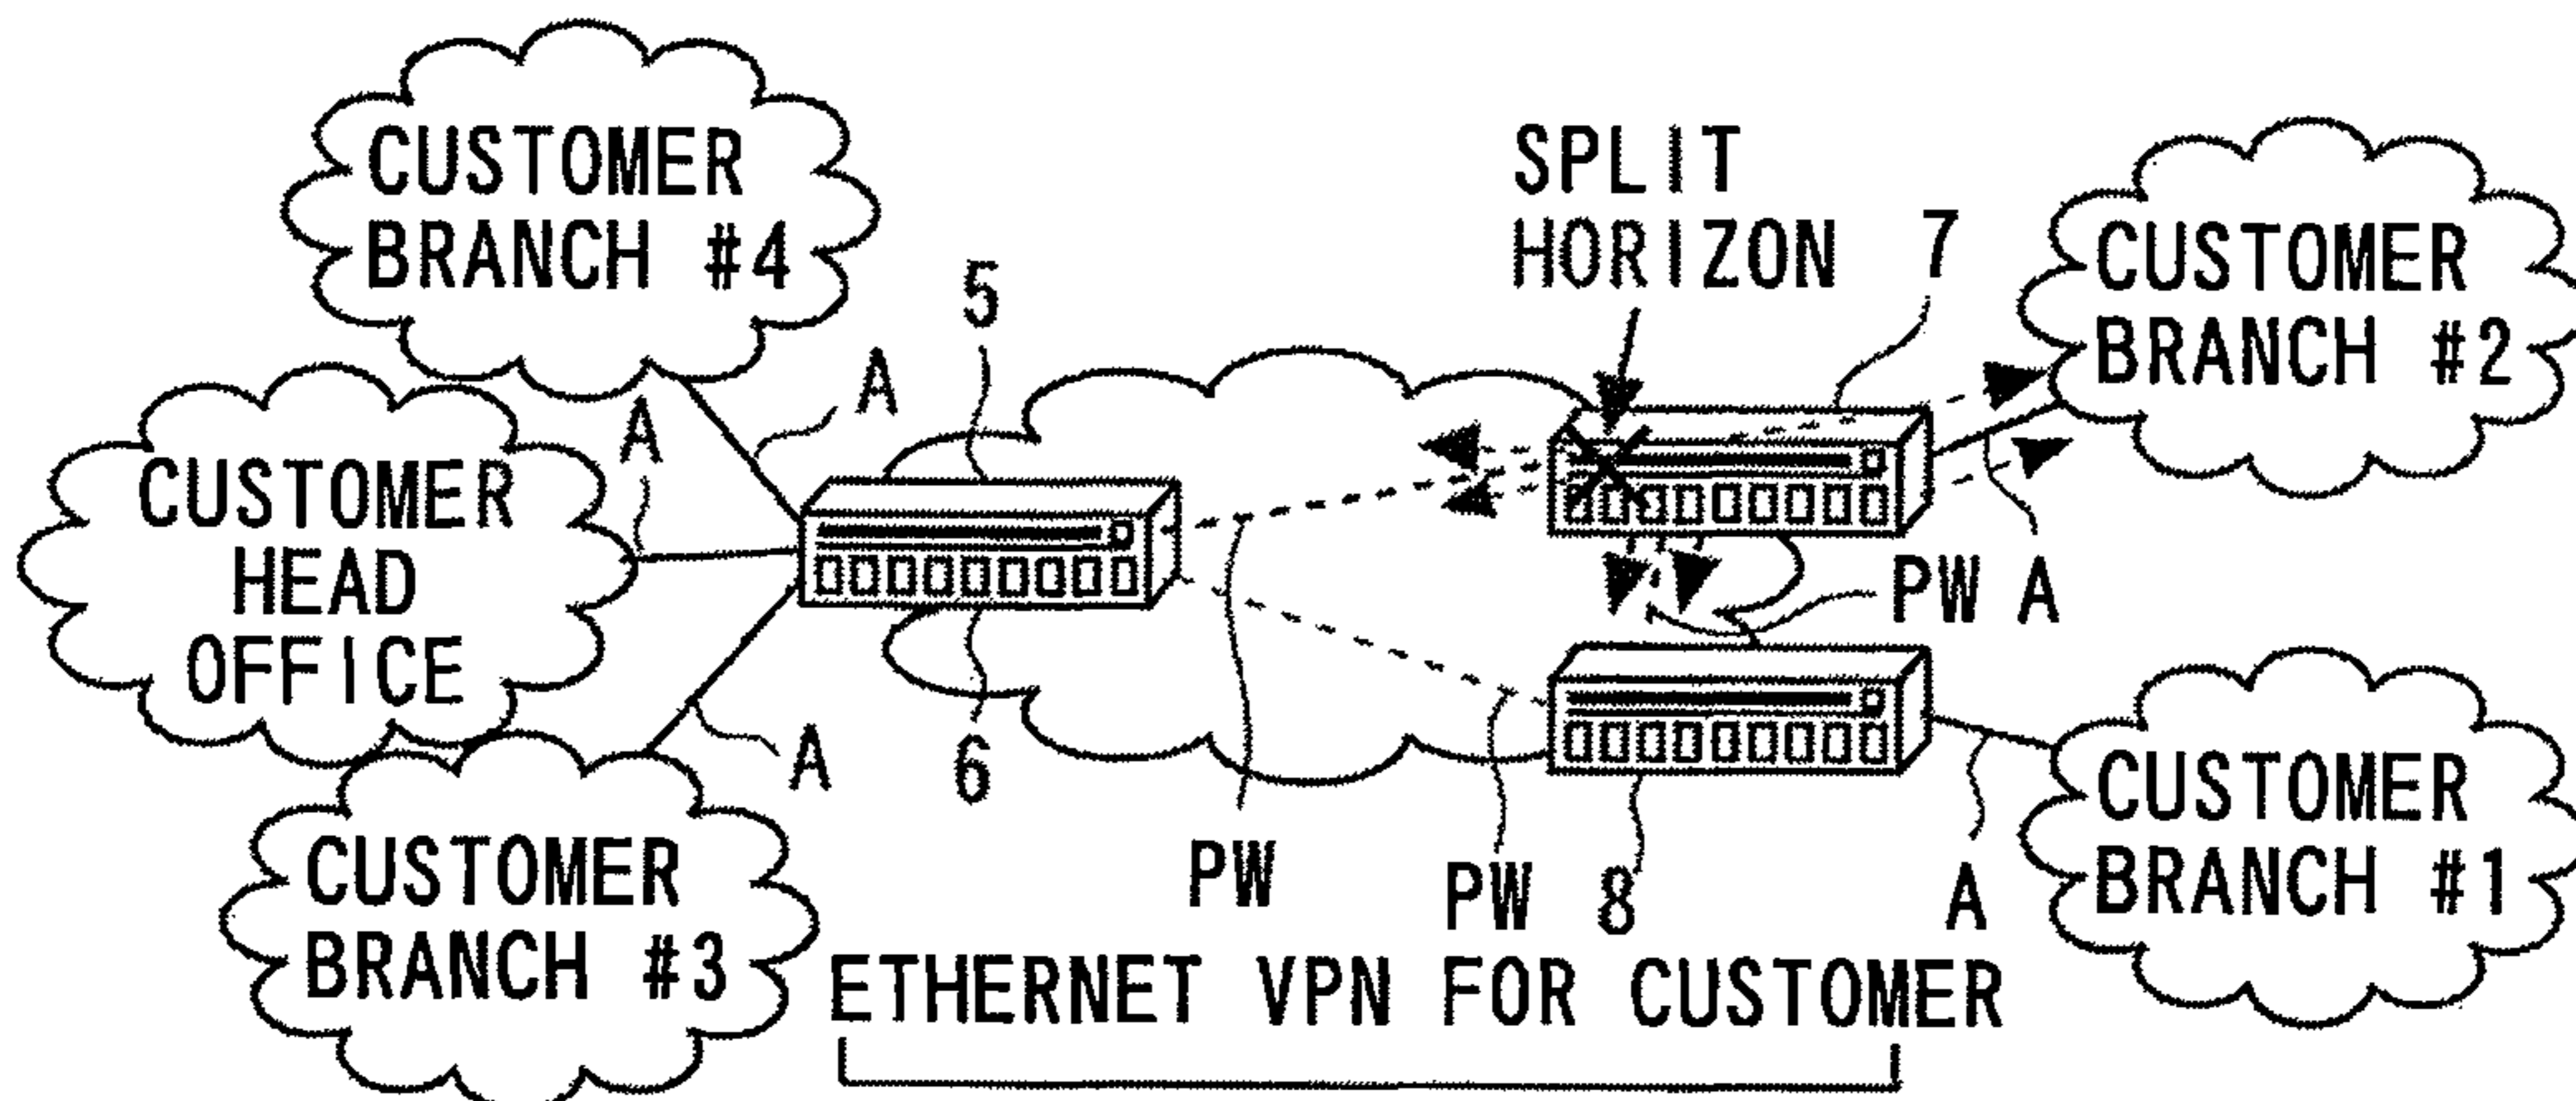 CUSTOMER
BRANCH #4
SPLIT
HORIZON
7
CUSTOMER
BRANCH #2
5
A
A
CUSTOMER
HEAD
OFFICE
PW A
A
6
CUSTOMER
BRANCH #1
CUSTOMER
BRANCH #3
PW
PW
8
A
ETHERNET VPN FOR CUSTOMER